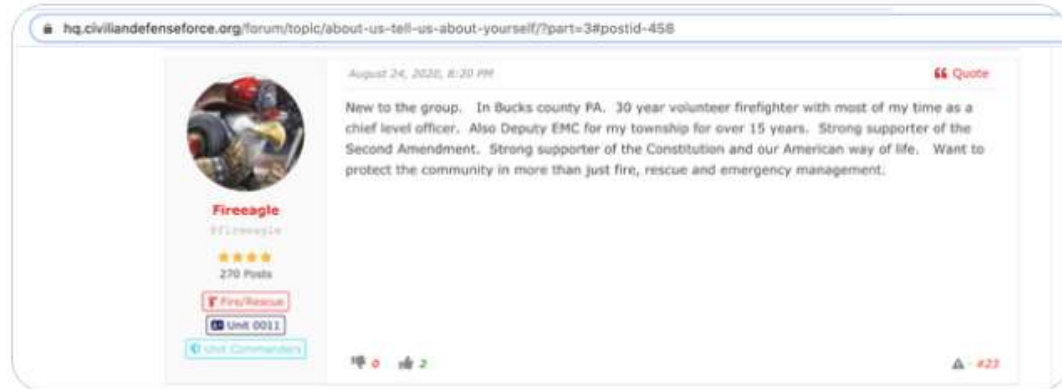 hq.civiliandefenseforce.org/forum/topic/about-us-tell-us-about-yourself/?part=3#postid-456
August 24, 2020, 8:20 PM
Quote
New to the group. In Bucks county PA. 30 year volunteer firefighter with most of my time as a
chief level officer. Also Deputy EMC for my township for over 15 years. Strong supporter of the
Second Amendment. Strong supporter of the Constitution and our American way of life. Want to
protect the community in more than just fire, rescue and emergency management.
Fireeagle
@fireeagle
270 Posts
Fire/Rescue
Unit 0011
Unit Commanders
0 2
#23